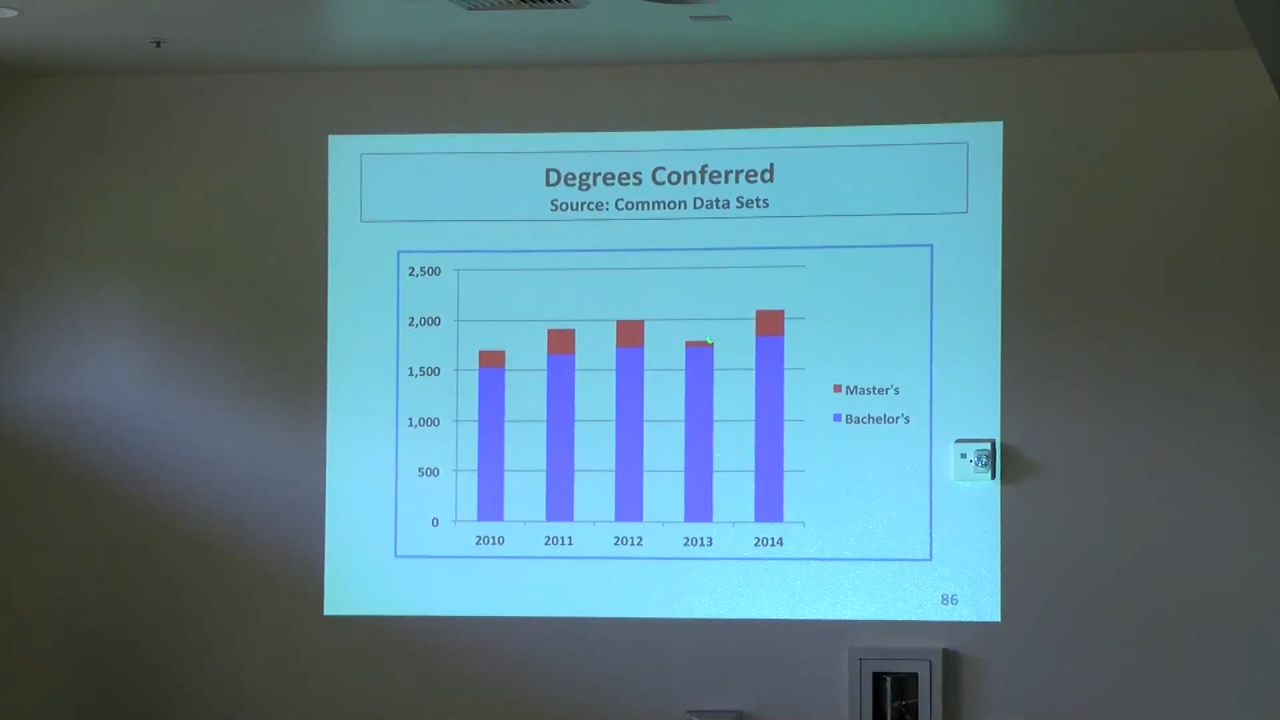 Degrees Conferred
Source: Common Data Sets
2,500
2,000
1,500
1,000
500
0
2010 2011 2012 2013 2014
Master's
Bachelor's
86